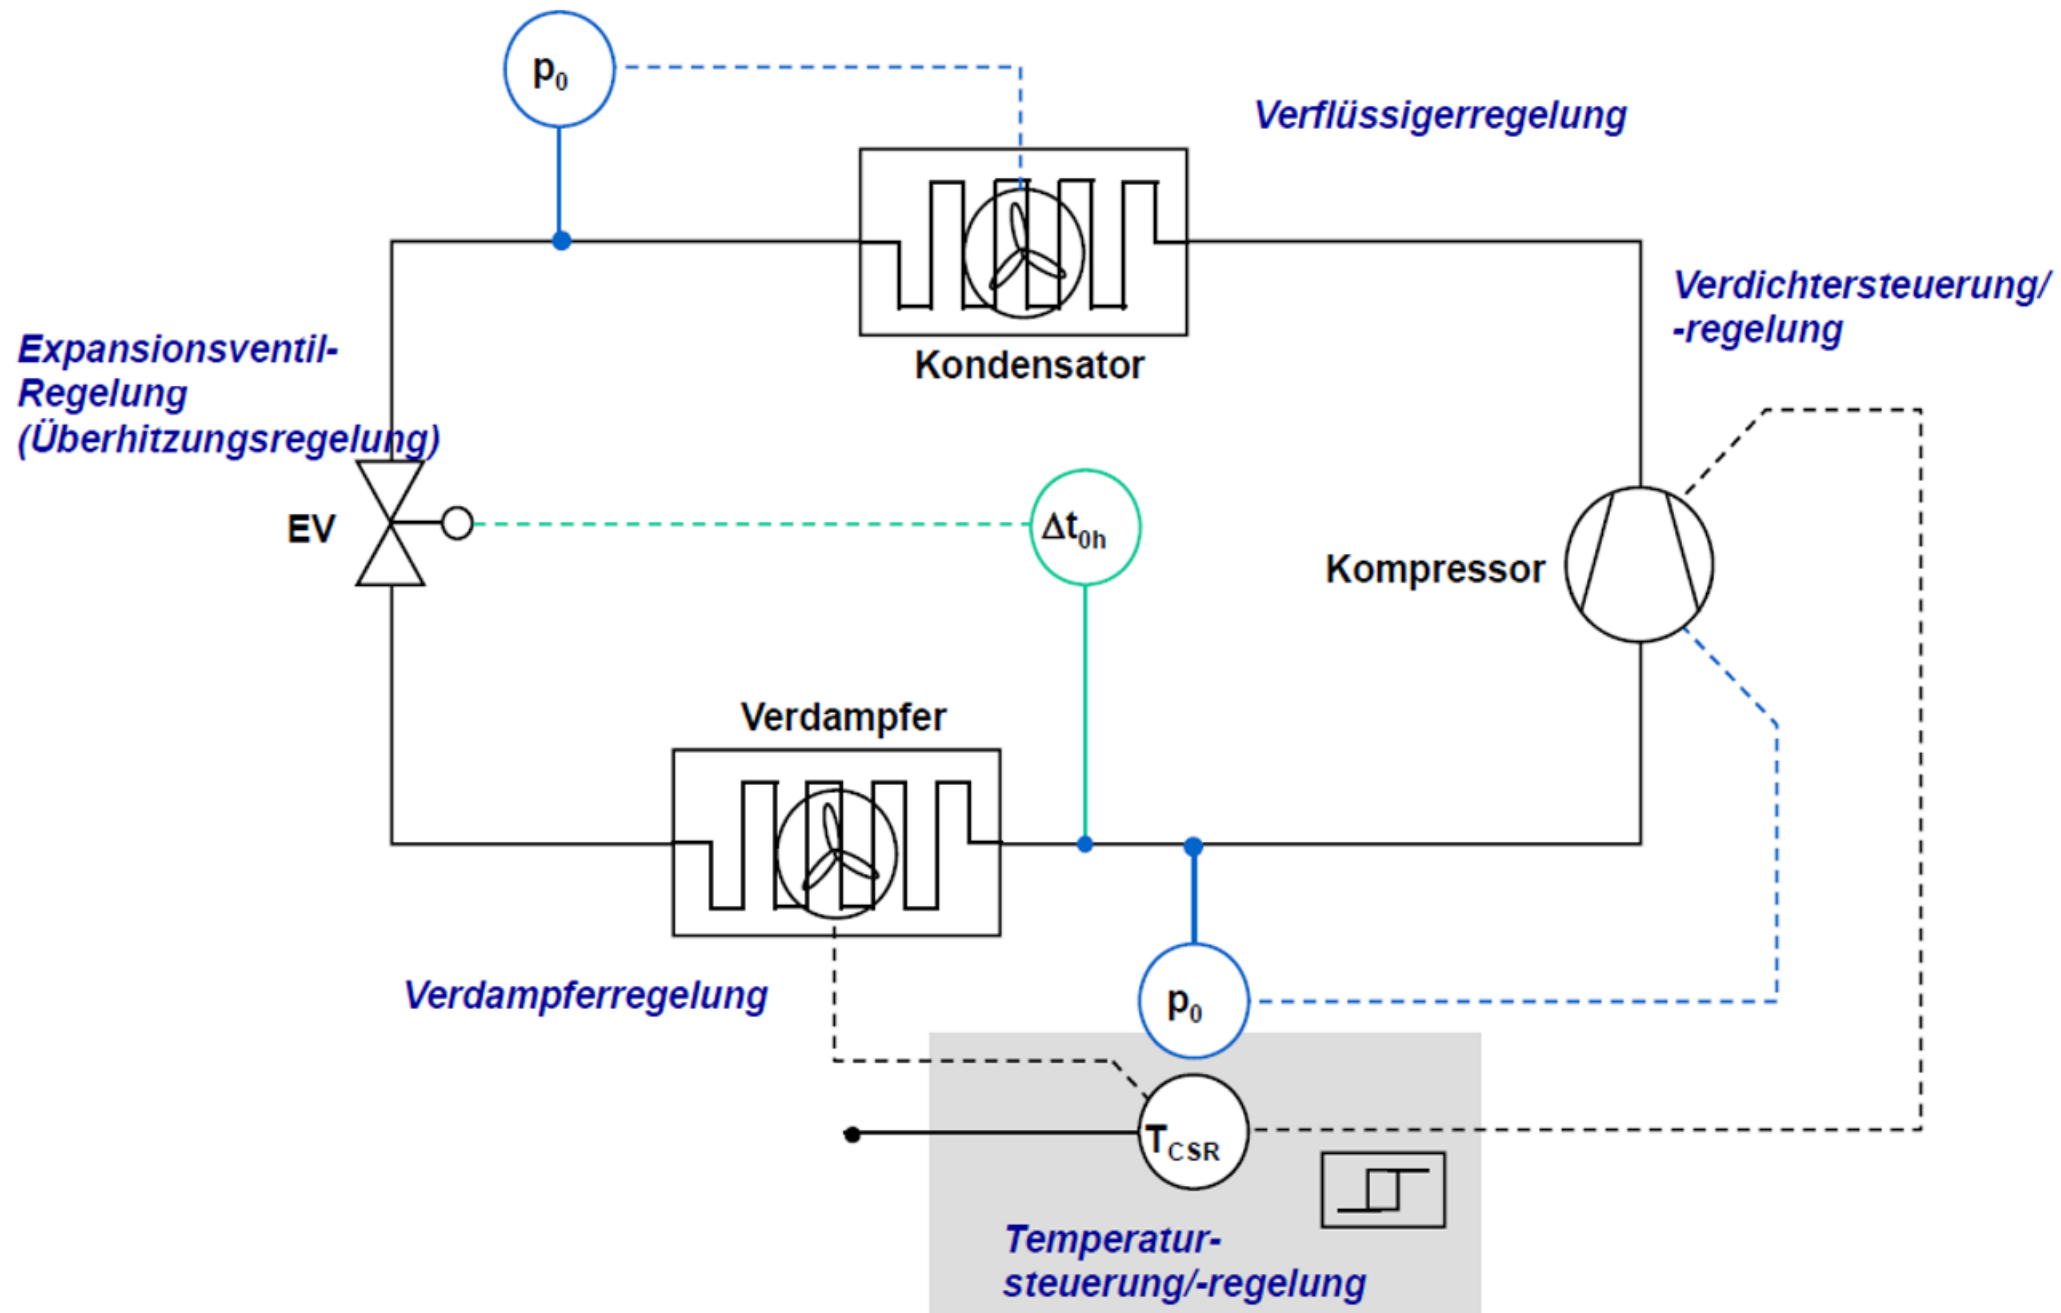 p0
Verflüssigerregelung
Verdichtersteuerung/
-regelung
Expansionsventil-
Regelung
(Überhitzungsregelung)
Kondensator
EV
Δt0h
Kompressor
Verdampfer
Verdampferregelung
p0
TCSR
Temperatur-
steuerung/-regelung